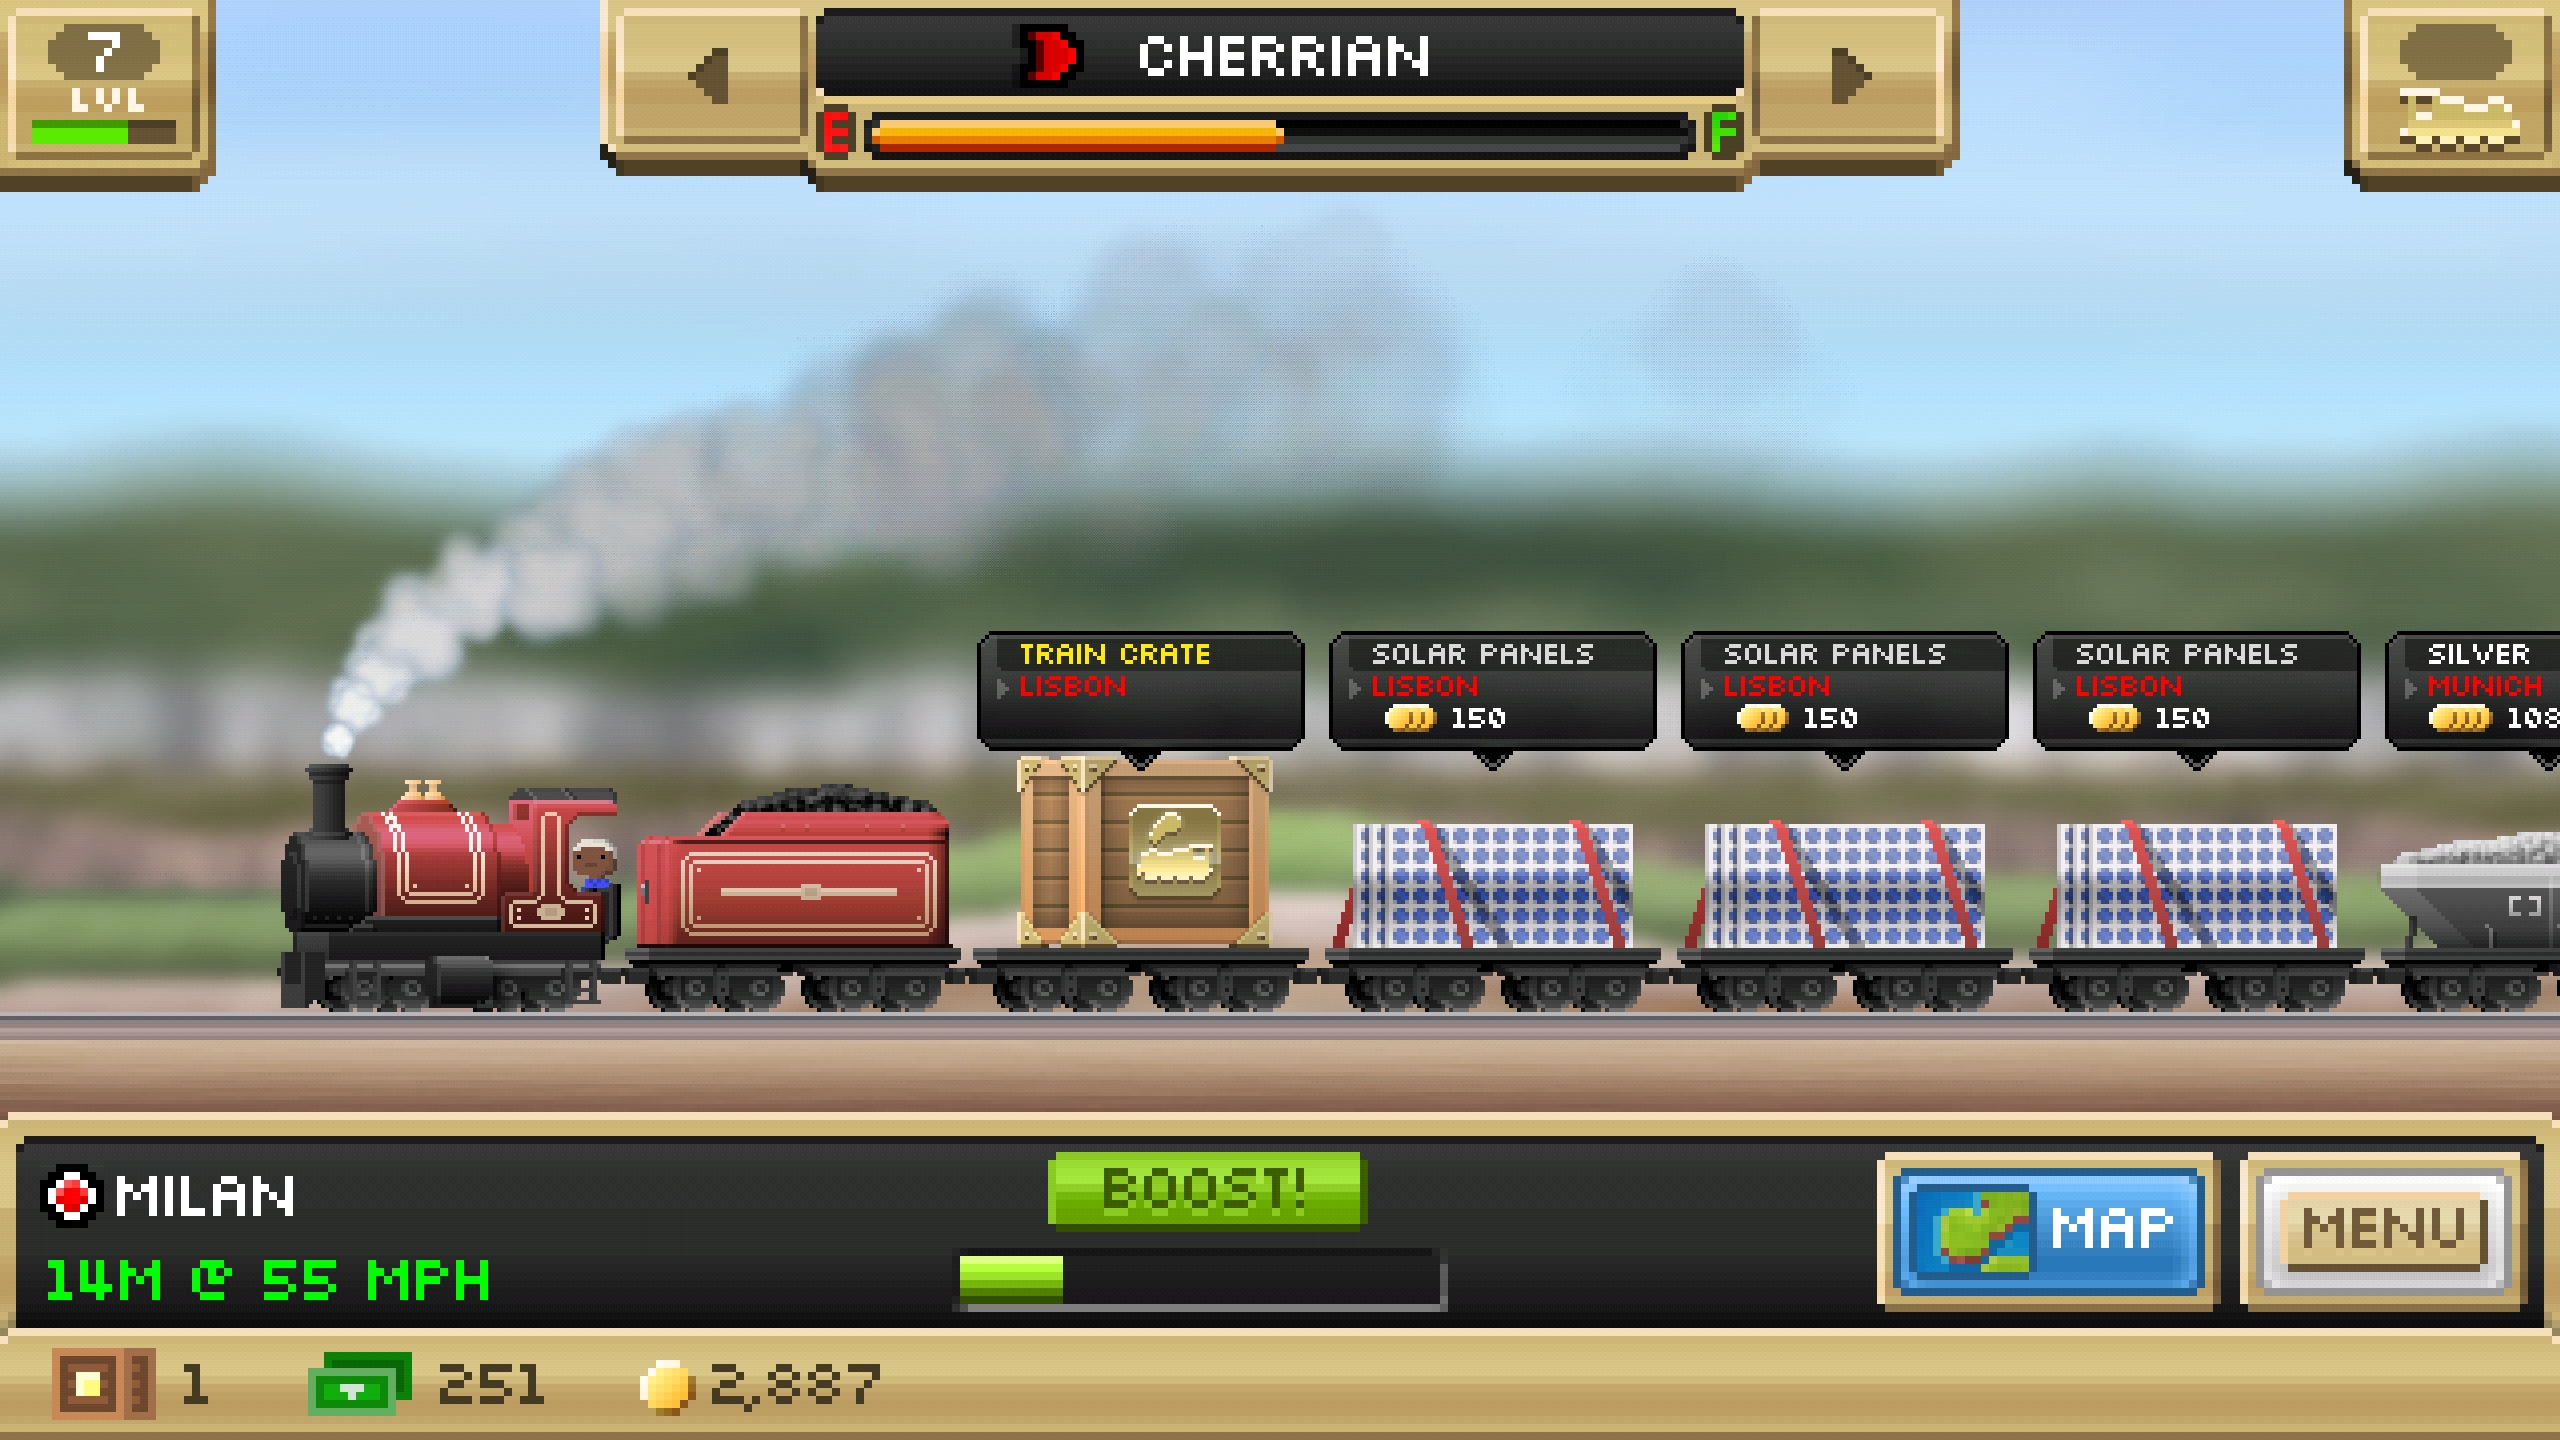 7
LVL
CHERRIAN
E F
TRAIN CRATE
LISBON
SOLAR PANELS
LISBON
150
SOLAR PANELS
LISBON
150
SOLAR PANELS
LISBON
150
SILVER
MUNICH
108
MILAN
14M @ 55 MPH
BOOST!
MAP
MENU
1
251
2,887